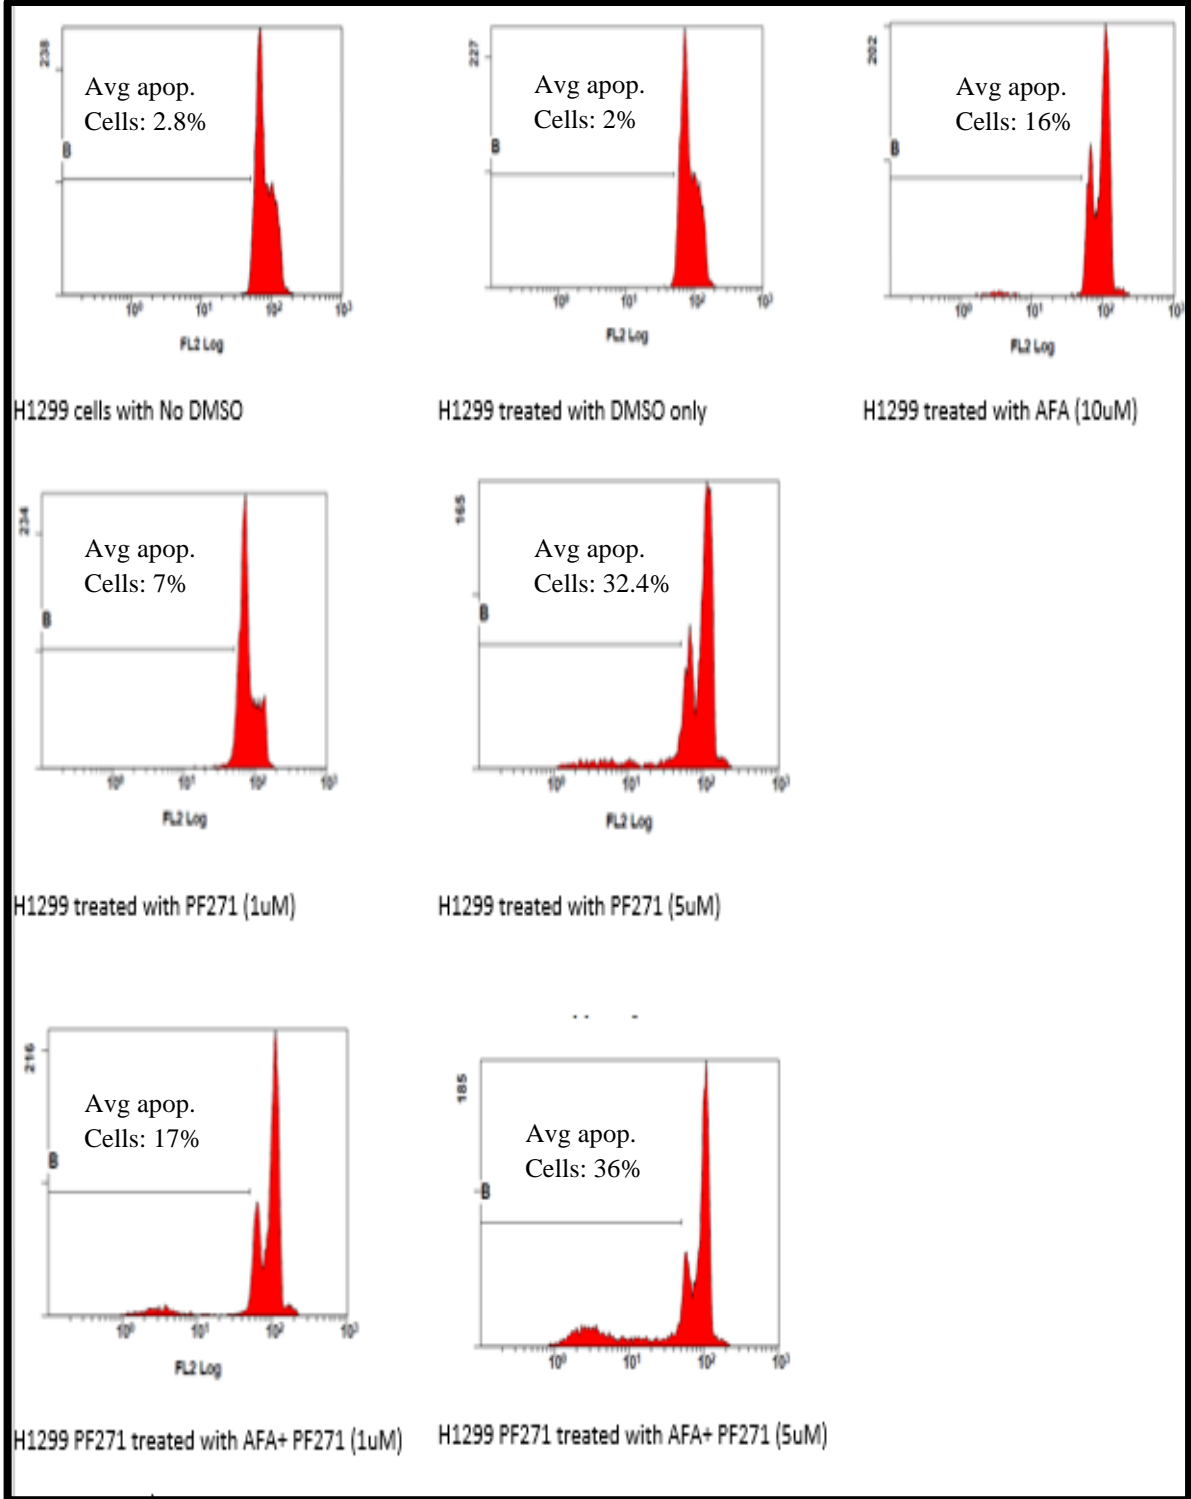 238
Avg apop.
Cells: 2.8%
B
10⁰ 10¹ 10² 10³
FL2 Log
H1299 cells with No DMSO
227
Avg apop.
Cells: 2%
B
10⁰ 10¹ 10² 10³
FL2 Log
H1299 treated with DMSO only
202
Avg apop.
Cells: 16%
B
10⁰ 10¹ 10² 10³
FL2 Log
H1299 treated with AFA (10uM)
234
Avg apop.
Cells: 7%
B
10⁰ 10¹ 10² 10³
FL2 Log
H1299 treated with PF271 (1uM)
165
Avg apop.
Cells: 32.4%
B
10⁰ 10¹ 10² 10³
FL2 Log
H1299 treated with PF271 (5uM)
216
Avg apop.
Cells: 17%
B
10⁰ 10¹ 10² 10³
FL2 Log
H1299 PF271 treated with AFA+ PF271 (1uM)
185
Avg apop.
Cells: 36%
B
10⁰ 10¹ 10² 10³
H1299 PF271 treated with AFA+ PF271 (5uM)